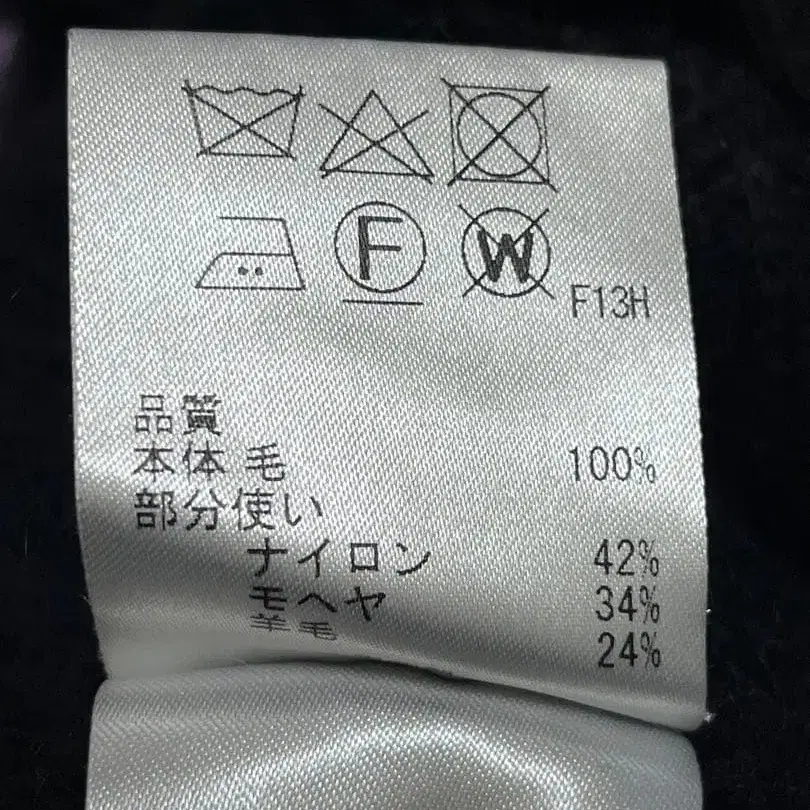 F W F13H
品質
本体 毛 100%
部分使い
ナイロン 42%
モヘヤ 34%
羊毛 24%